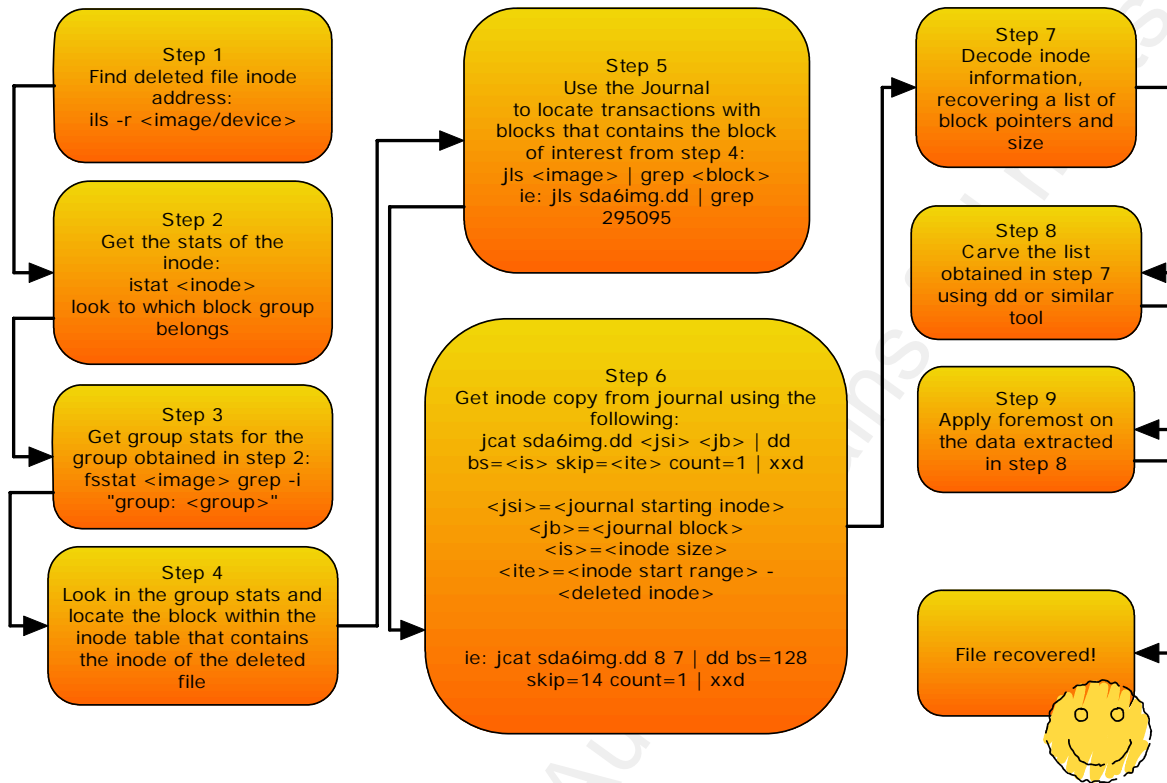 Step 1
Find deleted file inode
address:
ils -r <image/device>
Step 2
Get the stats of the
inode:
istat <inode>
look to which block group
belongs
Step 3
Get group stats for the
group obtained in step 2:
fsstat <image> grep -i
"group: <group>"
Step 4
Look in the group stats and
locate the block within the
inode table that contains
the inode of the deleted
file
Step 5
Use the Journal
to locate transactions with
blocks that contains the block
of interest from step 4:
jls <image> | grep <block>
ie: jls sda6img.dd | grep
295095
Step 6
Get inode copy from journal using the
following:
jcat sda6img.dd <jsi> <jb> | dd
bs=<is> skip=<ite> count=1 | xxd
<jsi>=<journal starting inode>
<jb>=<journal block>
<is>=<inode size>
<ite>=<inode start range> -
<deleted inode>
ie: jcat sda6img.dd 8 7 | dd bs=128
skip=14 count=1 | xxd
Step 7
Decode inode
information,
recovering a list of
block pointers and
size
Step 8
Carve the list
obtained in step 7
using dd or similar
tool
Step 9
Apply foremost on
the data extracted
in step 8
File recovered!